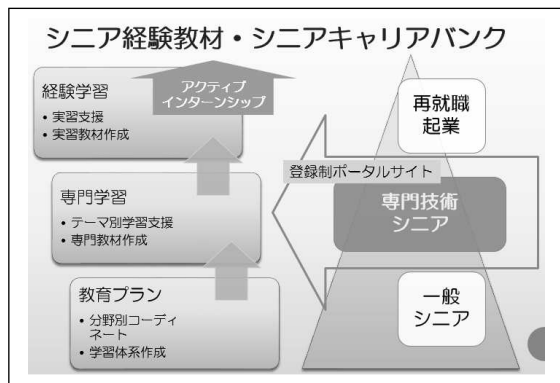 シニア経験教材・シニアキャリアバンク
経験学習
• 実習支援
• 実習教材作成
アクティブ
インターンシップ
専門学習
• テーマ別学習支援
• 専門教材作成
教育プラン
• 分野別コーディ
ネート
• 学習体系作成
再就職
起業
登録制ポータルサイト
専門技術
シニア
一般
シニア